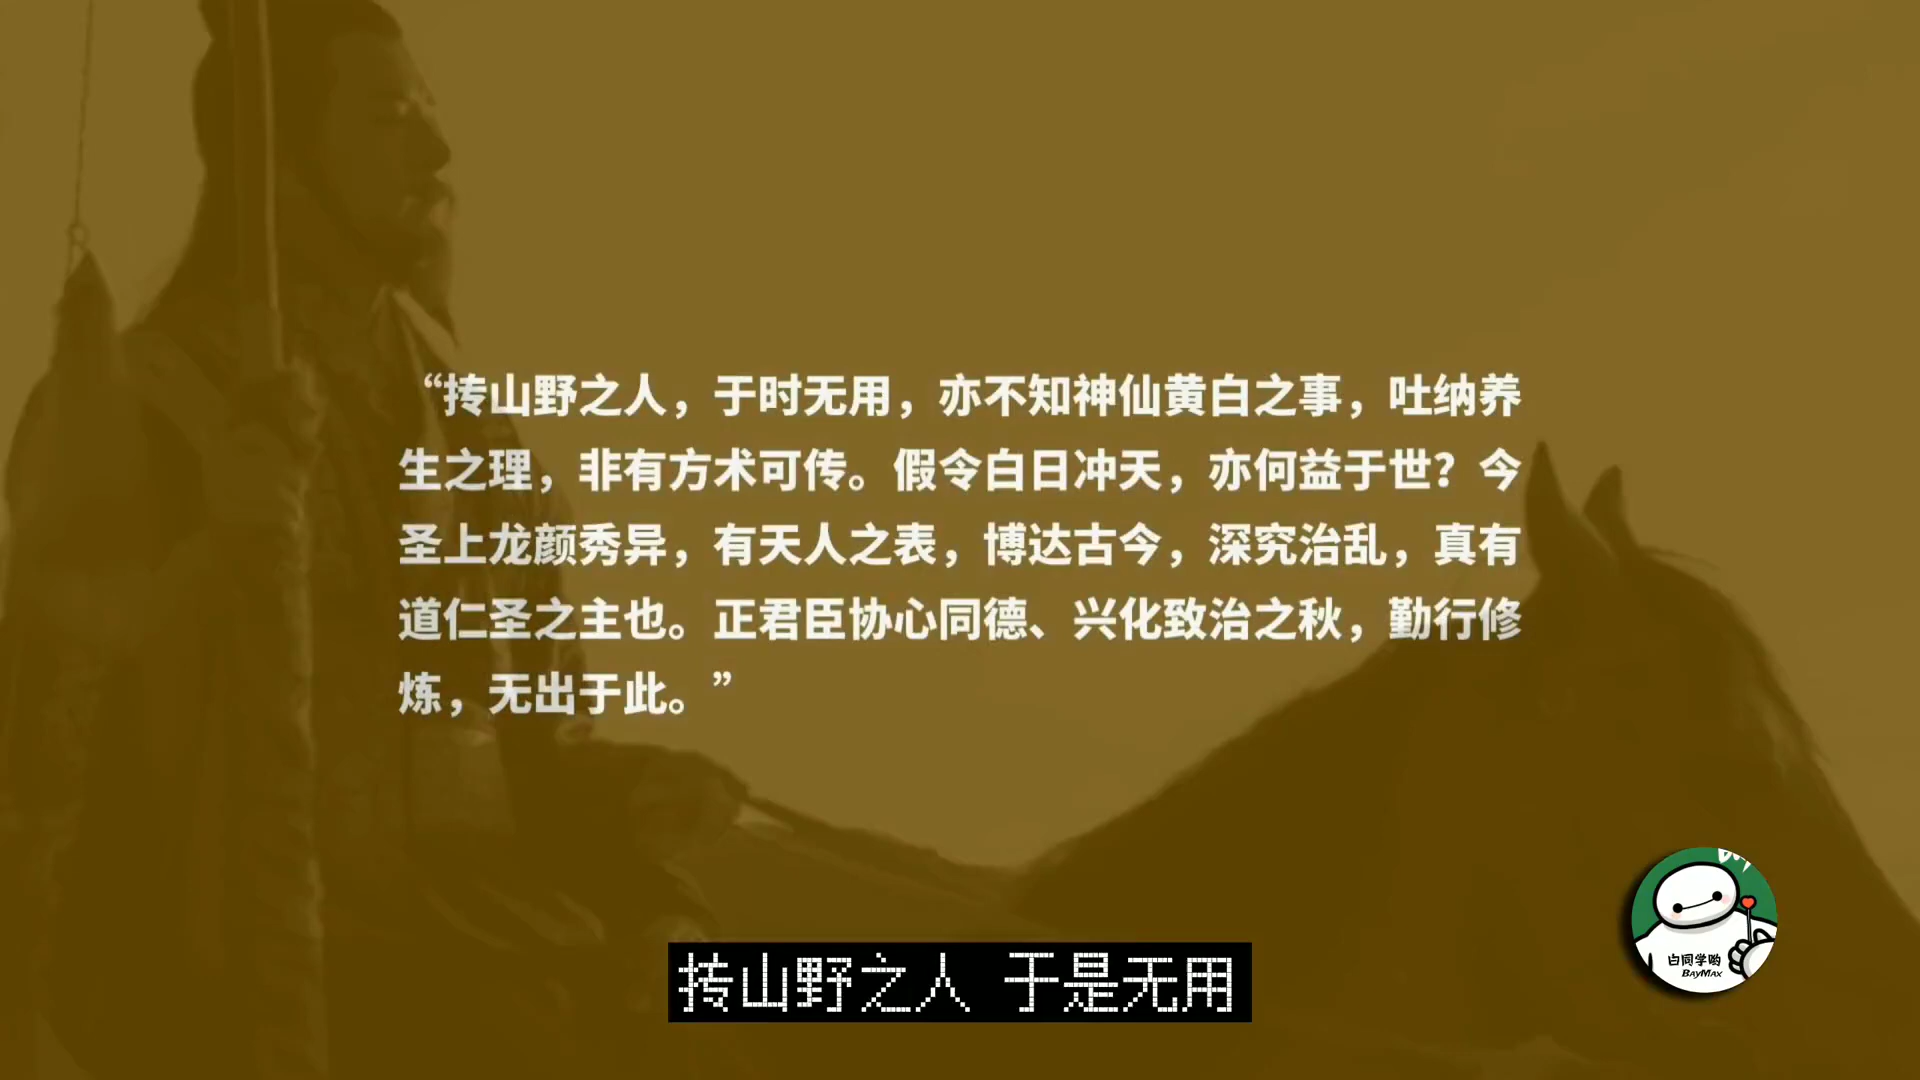 “抟山野之人，于时无用，亦不知神仙黄白之事，吐纳养
生之理，非有方术可传。假令白日冲天，亦何益于世？今
圣上龙颜秀异，有天人之表，博达古今，深究治乱，真有
道仁圣之主也。正君臣协心同德、兴化致治之秋，勤行修
炼，无出于此。”
白同学哟
BAYMAX
抟山野之人 于是无用